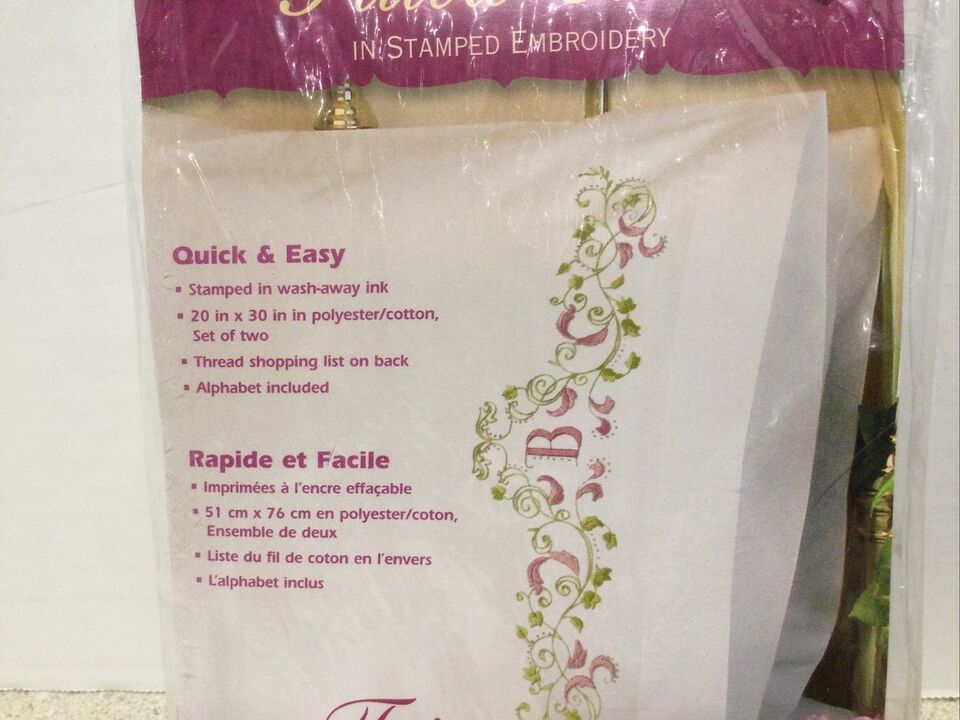 IN STAMPED EMBROIDERY
Quick & Easy
▪ Stamped in wash-away ink
▪ 20 in x 30 in in polyester/cotton,
Set of two
▪ Thread shopping list on back
▪ Alphabet included
B
Rapide et Facile
▪ Imprimées à l'encre effaçable
▪ 51 cm x 76 cm en polyester/coton,
Ensemble de deux
▪ Liste du fil de coton en l'envers
▪ L'alphabet inclus